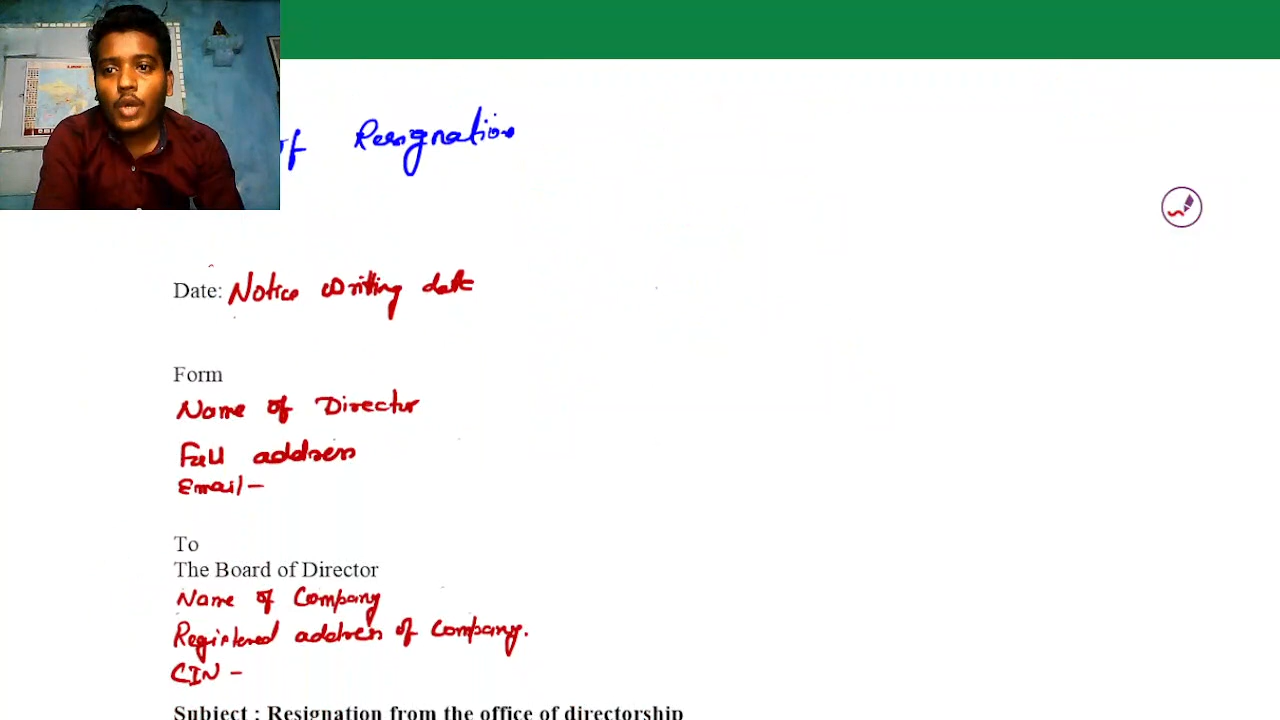 of Resignation
Date: Notice writing date
Form
Name of Director
Full address
Email -
To
The Board of Director
Name of Company
Registered address of Company.
CIN -
Subject : Resignation from the office of directorship